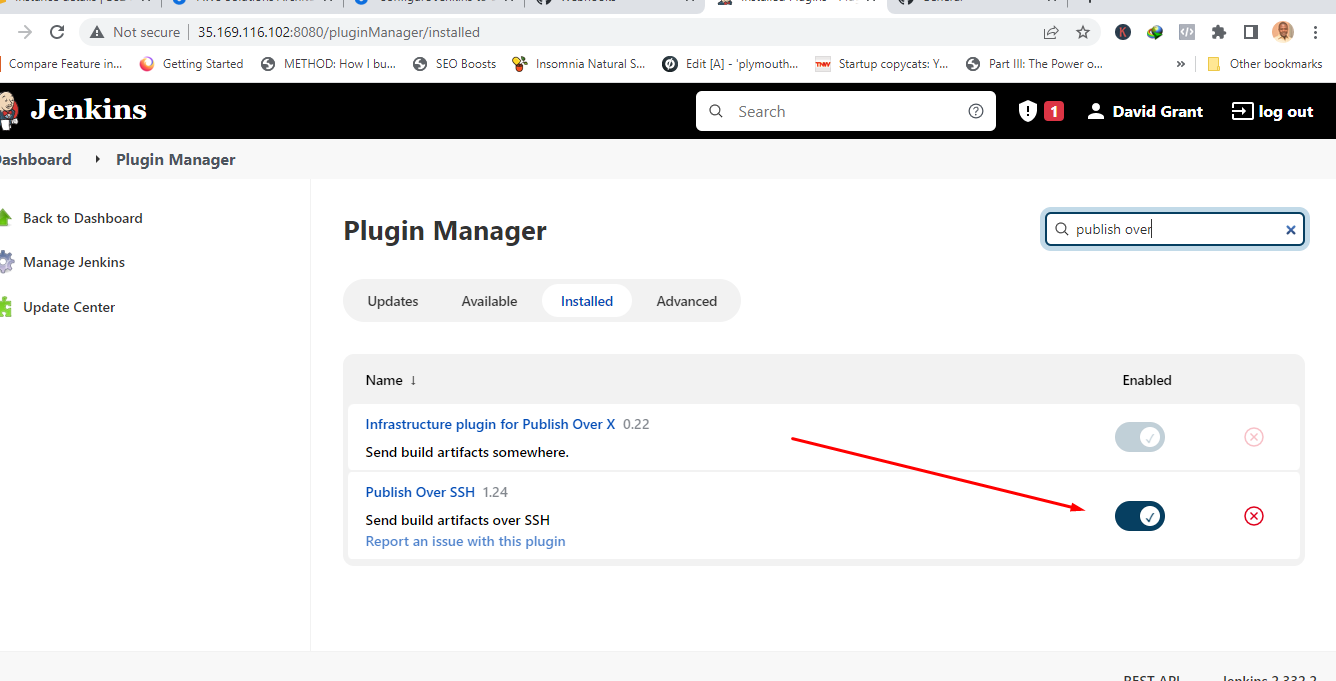 Not secure 35.169.116.102:8080/pluginManager/installed
Compare Feature in... Getting Started METHOD: How I bu... SEO Boosts Insomnia Natural S... Edit [A] - 'plymouth... TNW Startup copycats: Y... Part III: The Power o... » Other bookmarks
Jenkins Search 1 David Grant log out
Dashboard Plugin Manager
Back to Dashboard
Manage Jenkins
Update Center
Plugin Manager publish over
Updates Available Installed Advanced
Name ↓ Enabled
Infrastructure plugin for Publish Over X 0.22
Send build artifacts somewhere.
Publish Over SSH 1.24
Send build artifacts over SSH
Report an issue with this plugin
REST API Jenkins 2.332.2